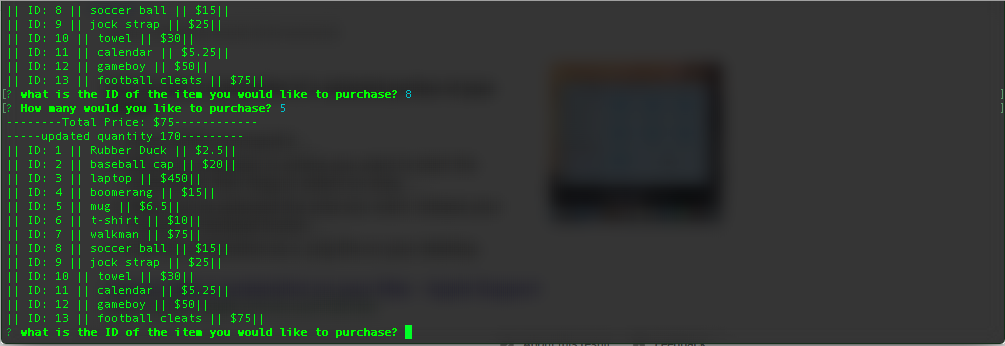 || ID: 8 || soccer ball || $15||
|| ID: 9 || jock strap || $25||
|| ID: 10 || towel || $30||
|| ID: 11 || calendar || $5.25||
|| ID: 12 || gameboy || $50||
|| ID: 13 || football cleats || $75||
[? what is the ID of the item you would like to purchase? 8 ]
[? How many would you like to purchase? 5 ]
--------Total Price: $75------------
-----updated quantity 170---------
|| ID: 1 || Rubber Duck || $2.5||
|| ID: 2 || baseball cap || $20||
|| ID: 3 || laptop || $450||
|| ID: 4 || boomerang || $15||
|| ID: 5 || mug || $6.5||
|| ID: 6 || t-shirt || $10||
|| ID: 7 || walkman || $75||
|| ID: 8 || soccer ball || $15||
|| ID: 9 || jock strap || $25||
|| ID: 10 || towel || $30||
|| ID: 11 || calendar || $5.25||
|| ID: 12 || gameboy || $50||
|| ID: 13 || football cleats || $75||
? what is the ID of the item you would like to purchase?